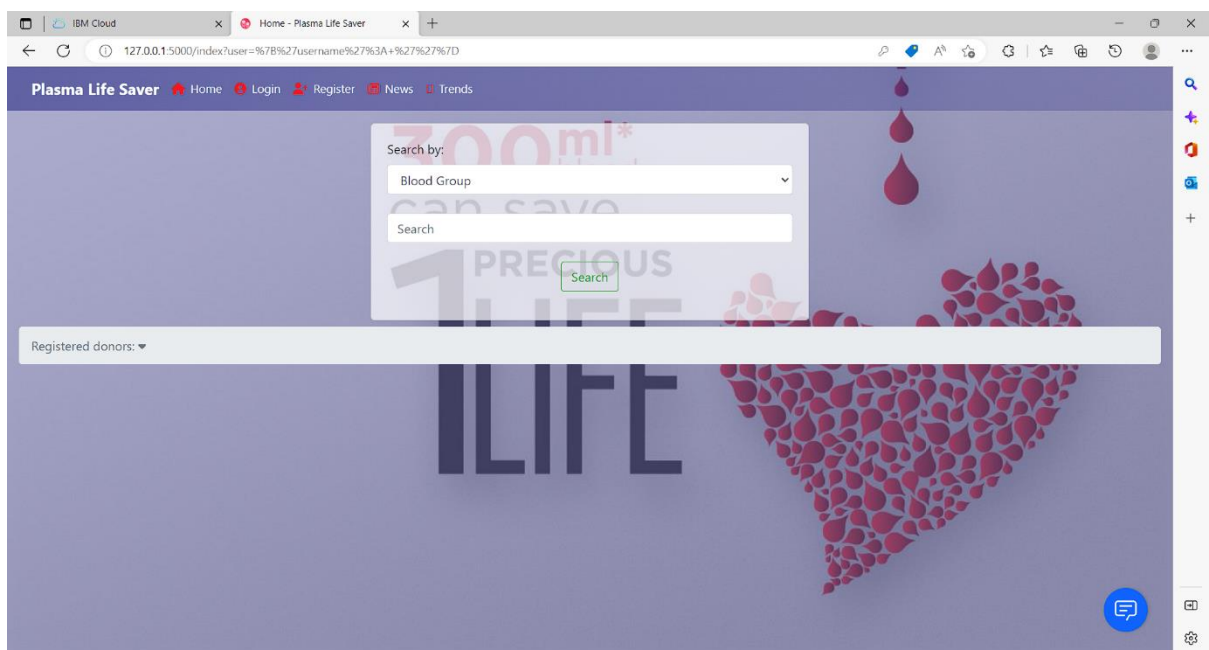 IBM Cloud
Home - Plasma Life Saver
127.0.0.1:5000/index?user=%7B%27username%27%3A+%27%27%7D
Plasma Life Saver Home Login Register News Trends
300ml*
Search by:
Blood Group
can save
Search
1 PRECIOUS
Search
LIFE
Registered donors:
1LIFE